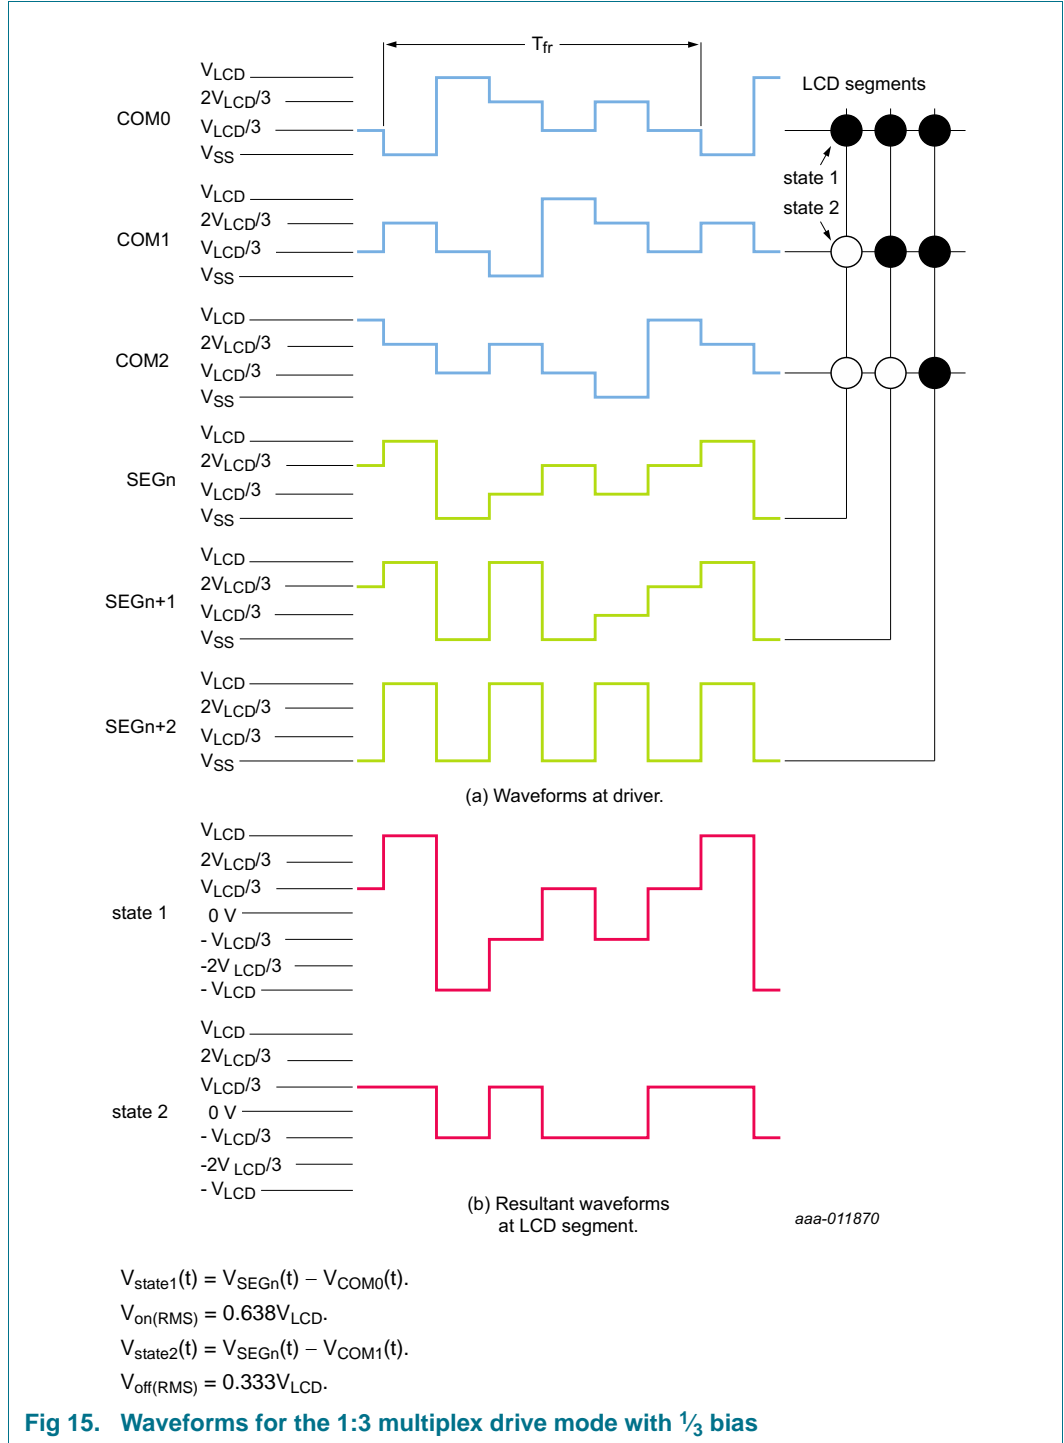 Tfr
VLCD
2VLCD/3
COM0
VLCD/3
VSS
LCD segments
state 1
state 2
VLCD
2VLCD/3
COM1
VLCD/3
VSS
VLCD
2VLCD/3
COM2
VLCD/3
VSS
VLCD
2VLCD/3
SEGn
VLCD/3
VSS
VLCD
2VLCD/3
SEGn+1
VLCD/3
VSS
VLCD
2VLCD/3
SEGn+2
VLCD/3
VSS
(a) Waveforms at driver.
VLCD
2VLCD/3
VLCD/3
state 1
0 V
- VLCD/3
-2V LCD/3
- VLCD
VLCD
2VLCD/3
VLCD/3
state 2
0 V
- VLCD/3
-2V LCD/3
- VLCD
(b) Resultant waveforms
at LCD segment.
aaa-011870
Vstate1(t) = VSEGn(t) − VCOM0(t).
Von(RMS) = 0.638VLCD.
Vstate2(t) = VSEGn(t) − VCOM1(t).
Voff(RMS) = 0.333VLCD.
Fig 15. Waveforms for the 1:3 multiplex drive mode with 1⁄3 bias